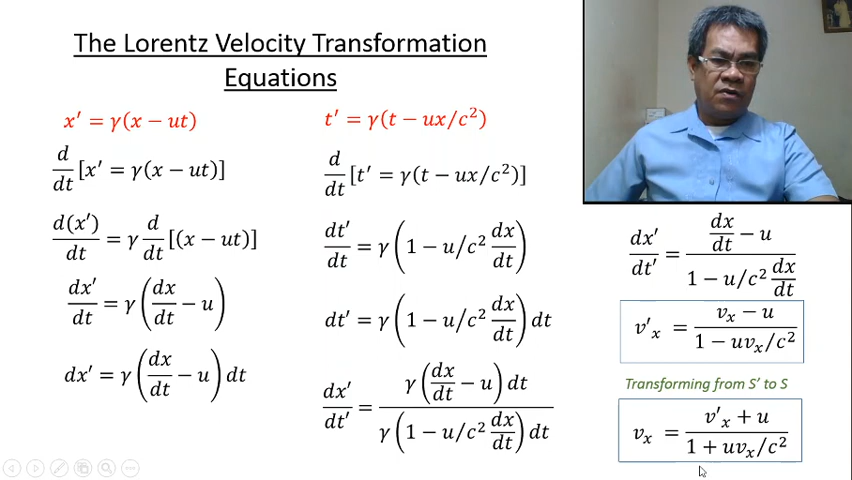 The Lorentz Velocity Transformation
Equations
x′ = γ(x − ut)
d/dt [x′ = γ(x − ut)]
d(x′)/dt = γ d/dt [(x − ut)]
dx′/dt = γ(dx/dt − u)
dx′ = γ(dx/dt − u) dt
t′ = γ(t − ux/c²)
d/dt [t′ = γ(t − ux/c²)]
dt′/dt = γ(1 − u/c² dx/dt)
dt′ = γ(1 − u/c² dx/dt) dt
dx′/dt′ = γ(dx/dt − u) dt / γ(1 − u/c² dx/dt) dt
dx′/dt′ = (dx/dt − u) / (1 − u/c² dx/dt)
v′ₓ = (vₓ − u) / (1 − uvₓ/c²)
Transforming from S′ to S
vₓ = (v′ₓ + u) / (1 + uvₓ/c²)